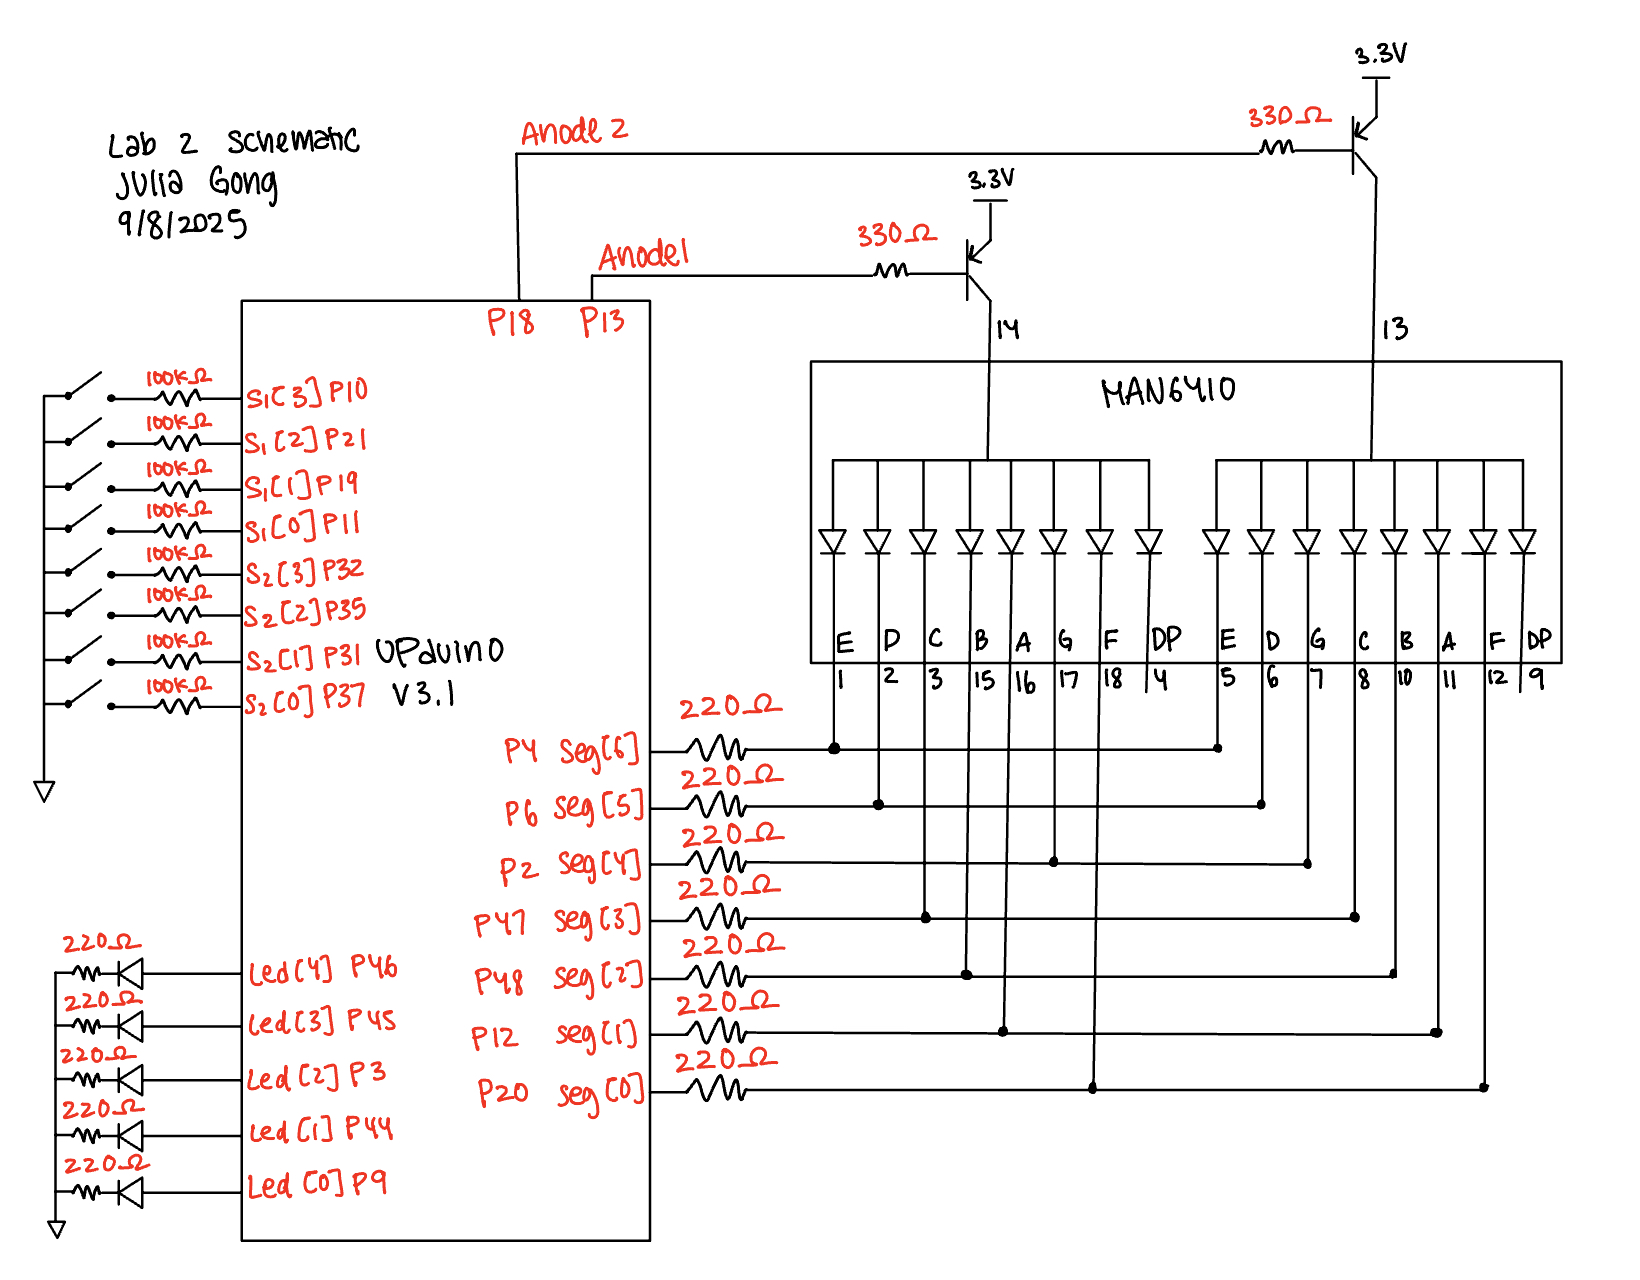 Lab 2 Schematic
Julia Gong
9/8/2025
Anode 2
330Ω
3.3V
Anode1
330Ω
3.3V
P18 P13
14
13
MAN6410
100KΩ S1[3] P10
100KΩ S1[2] P21
100KΩ S1[1] P19
100KΩ S1[0] P11
100KΩ S2[3] P32
100KΩ S2[2] P35
100KΩ S2[1] P31
100KΩ S2[0] P37
UPduino
V3.1
E D C B A G F DP E D G C B A F DP
1 2 3 15 16 17 18 4 5 6 7 8 10 11 12 9
P4 Seg[6] 220Ω
P6 Seg[5] 220Ω
P2 Seg[4] 220Ω
P47 Seg[3] 220Ω
P48 Seg[2] 220Ω
P12 Seg[1] 220Ω
P20 Seg[0] 220Ω
220Ω Led[4] P46
220Ω Led[3] P45
220Ω Led[2] P3
220Ω Led[1] P44
220Ω Led[0] P9